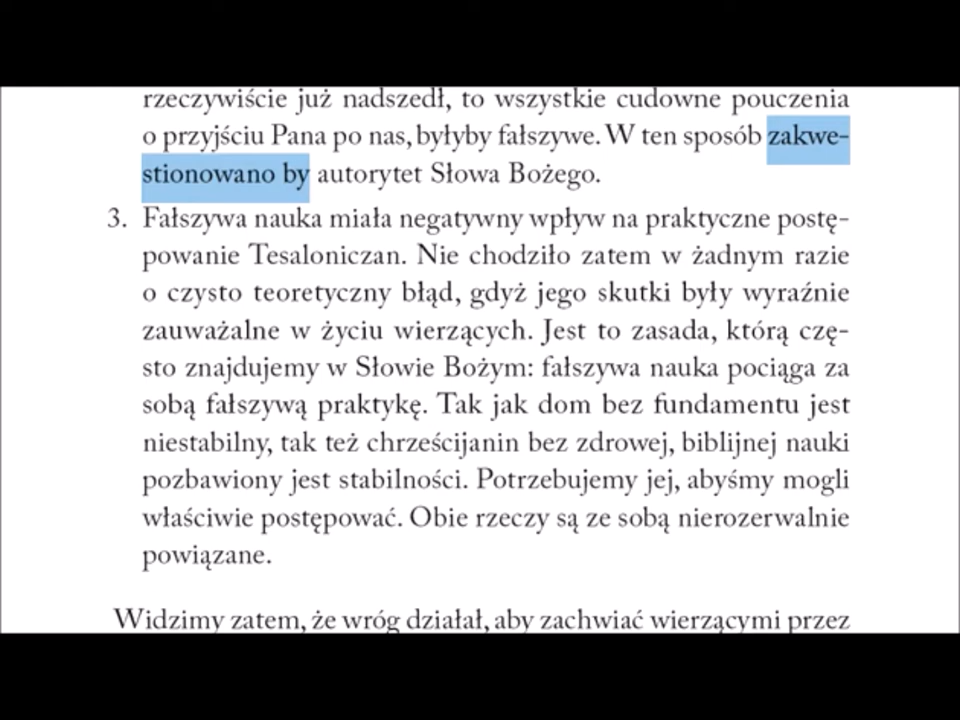 rzeczywiście już nadszedł, to wszystkie cudowne pouczenia
o przyjściu Pana po nas, byłyby fałszywe. W ten sposób zakwe-
stionowano by autorytet Słowa Bożego.
3. Fałszywa nauka miała negatywny wpływ na praktyczne postę-
powanie Tesaloniczan. Nie chodziło zatem w żadnym razie
o czysto teoretyczny błąd, gdyż jego skutki były wyraźnie
zauważalne w życiu wierzących. Jest to zasada, którą czę-
sto znajdujemy w Słowie Bożym: fałszywa nauka pociąga za
sobą fałszywą praktykę. Tak jak dom bez fundamentu jest
niestabilny, tak też chrześcijanin bez zdrowej, biblijnej nauki
pozbawiony jest stabilności. Potrzebujemy jej, abyśmy mogli
właściwie postępować. Obie rzeczy są ze sobą nierozerwalnie
powiązane.
Widzimy zatem, że wróg działał, aby zachwiać wierzącymi przez